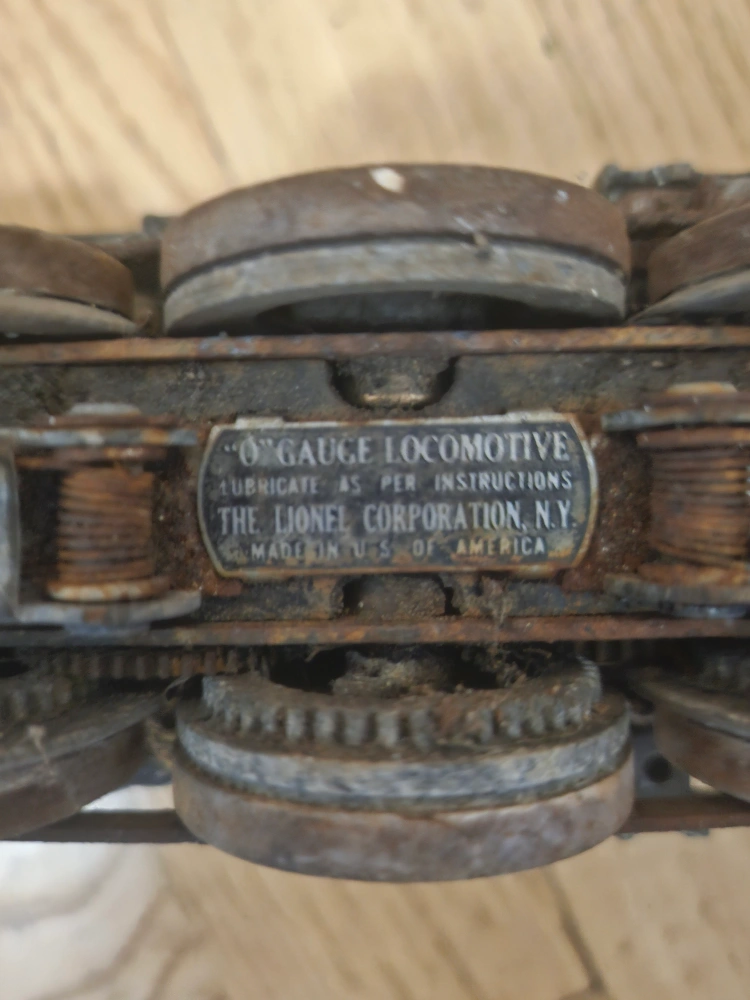 "O" GAUGE LOCOMOTIVE
LUBRICATE AS PER INSTRUCTIONS
THE LIONEL CORPORATION, N.Y.
MADE IN U.S. OF AMERICA